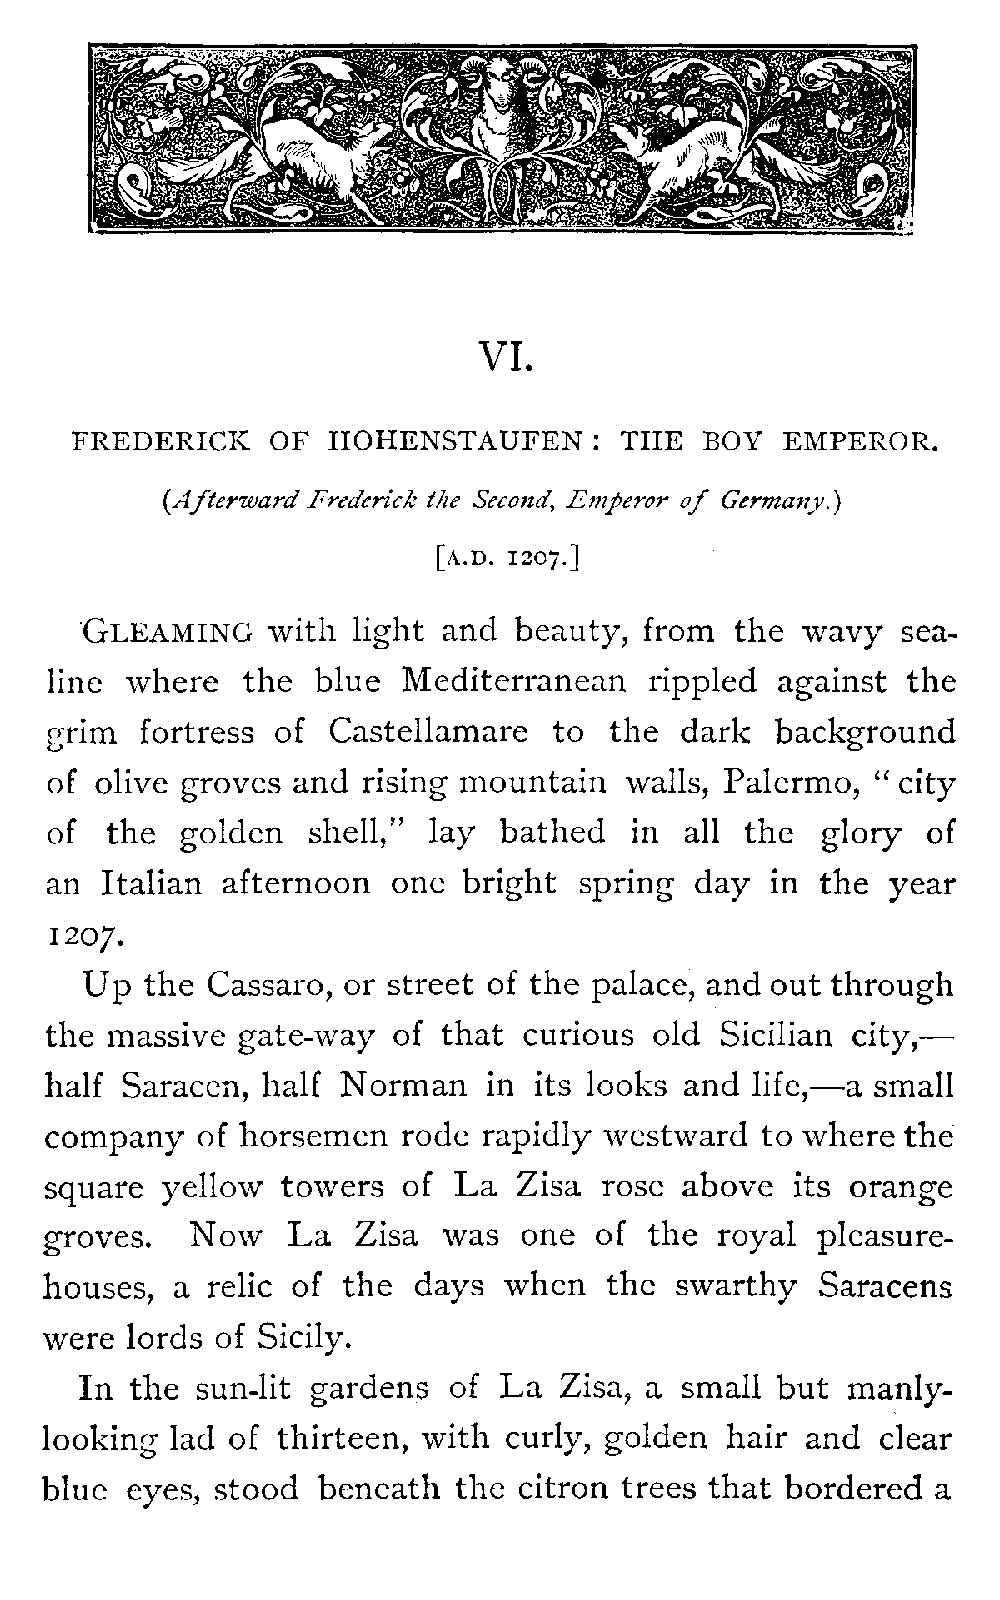 VI.
FREDERICK OF HOHENSTAUFEN: THE BOY EMPEROR.
(Afterward Frederick the Second, Emperor of Germany.)
[A.D. 1207.]
GLEAMING with light and beauty, from the wavy sea-
line where the blue Mediterranean rippled against the
grim fortress of Castellamare to the dark background
of olive groves and rising mountain walls, Palermo, "city
of the golden shell," lay bathed in all the glory of
an Italian afternoon one bright spring day in the year
1207.
Up the Cassaro, or street of the palace, and out through
the massive gate-way of that curious old Sicilian city,—
half Saracen, half Norman in its looks and life,—a small
company of horsemen rode rapidly westward to where the
square yellow towers of La Zisa rose above its orange
groves. Now La Zisa was one of the royal pleasure-
houses, a relic of the days when the swarthy Saracens
were lords of Sicily.
In the sun-lit gardens of La Zisa, a small but manly-
looking lad of thirteen, with curly, golden hair and clear
blue eyes, stood beneath the citron trees that bordered a